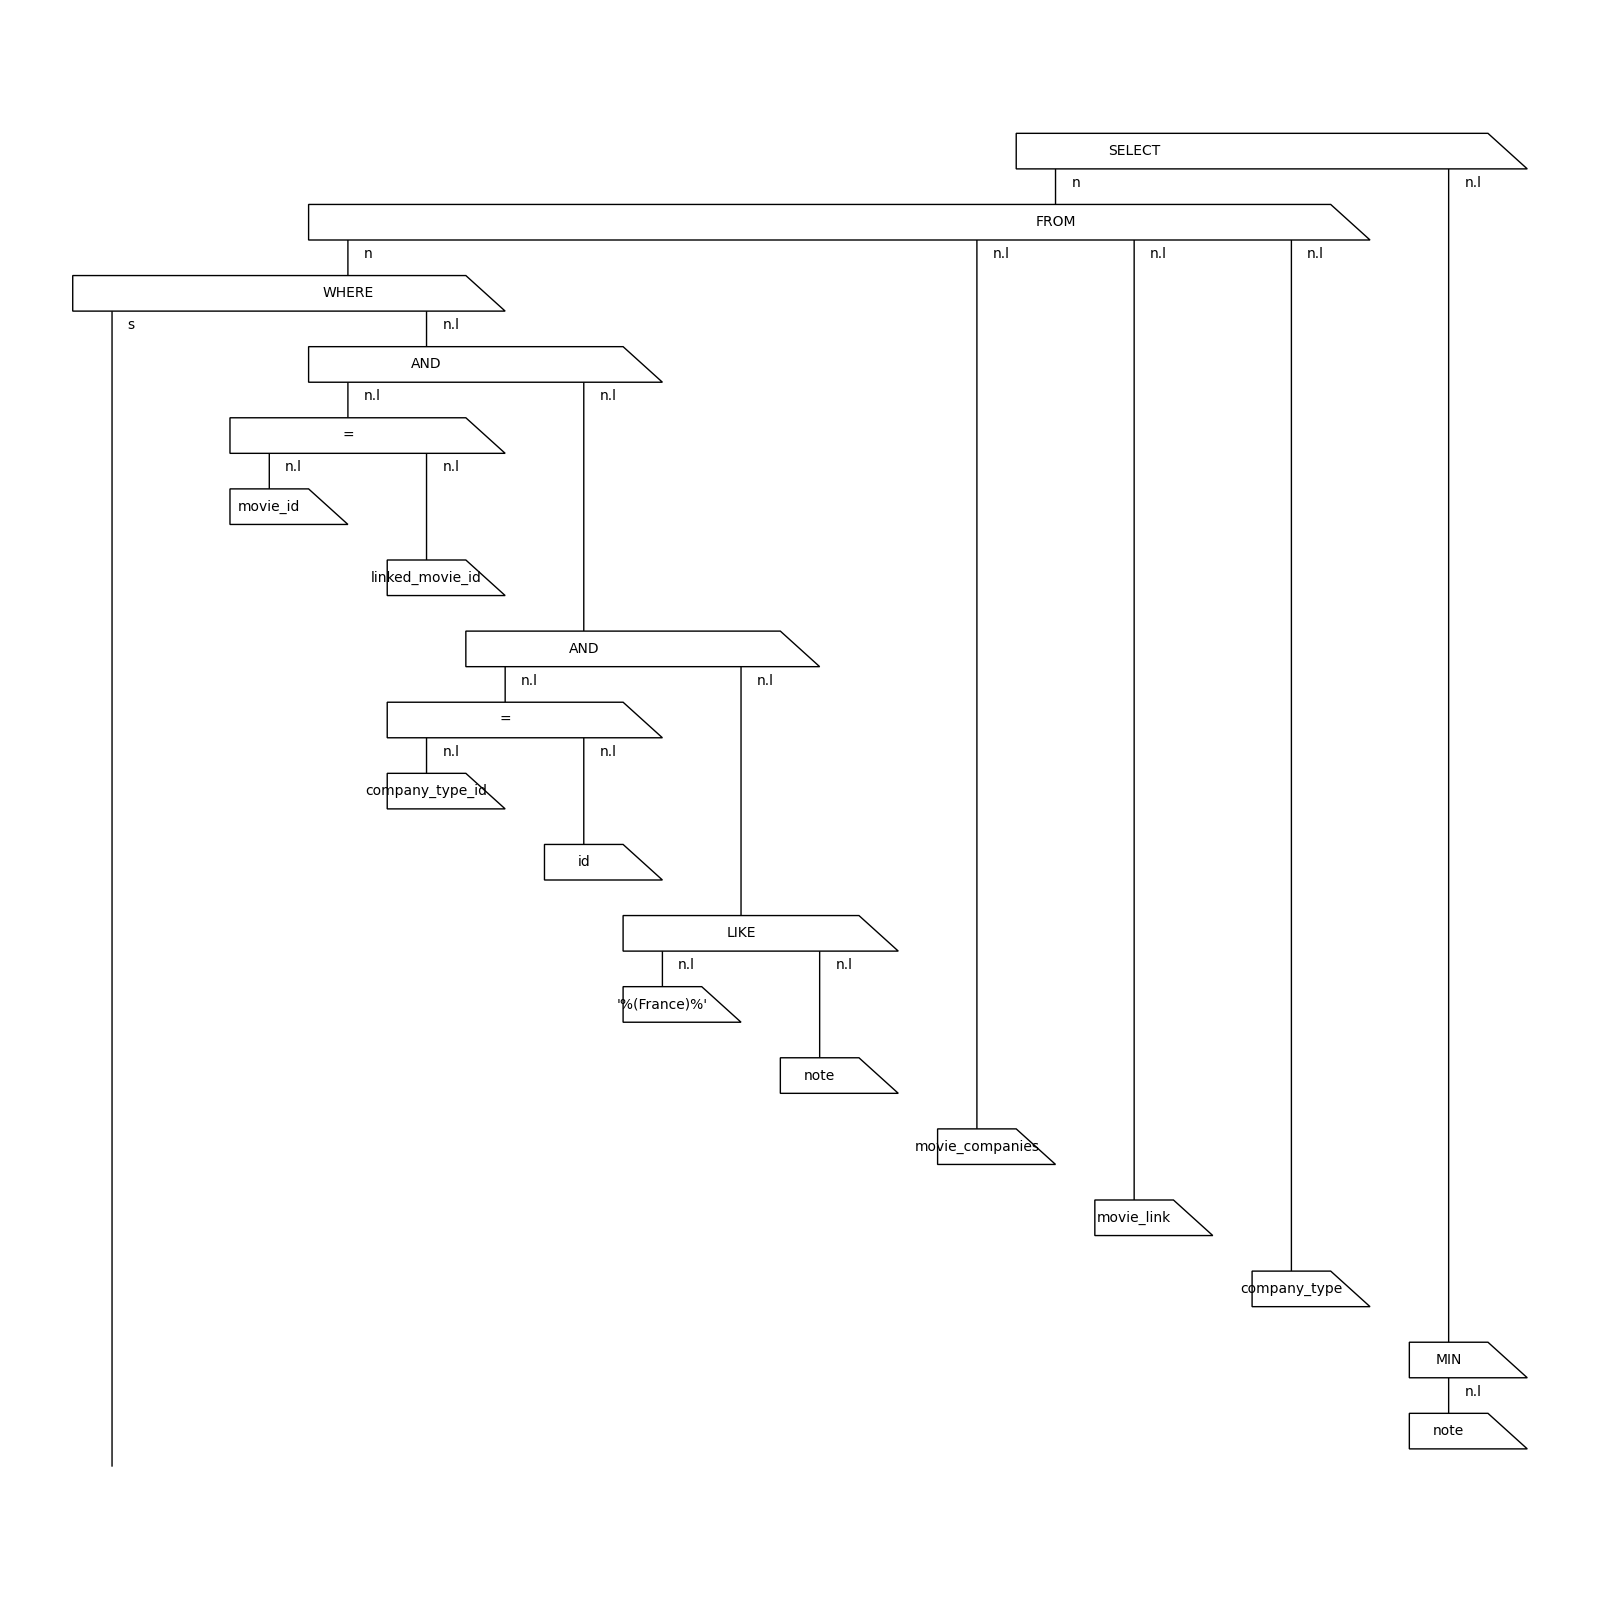 SELECT
n n.l
FROM
n n.l n.l n.l
WHERE
s n.l
AND
n.l n.l
=
n.l n.l
movie_id
linked_movie_id
AND
n.l n.l
=
n.l n.l
company_type_id
id
LIKE
n.l n.l
'%(France)%'
note
movie_companies
movie_link
company_type
MIN
n.l
note